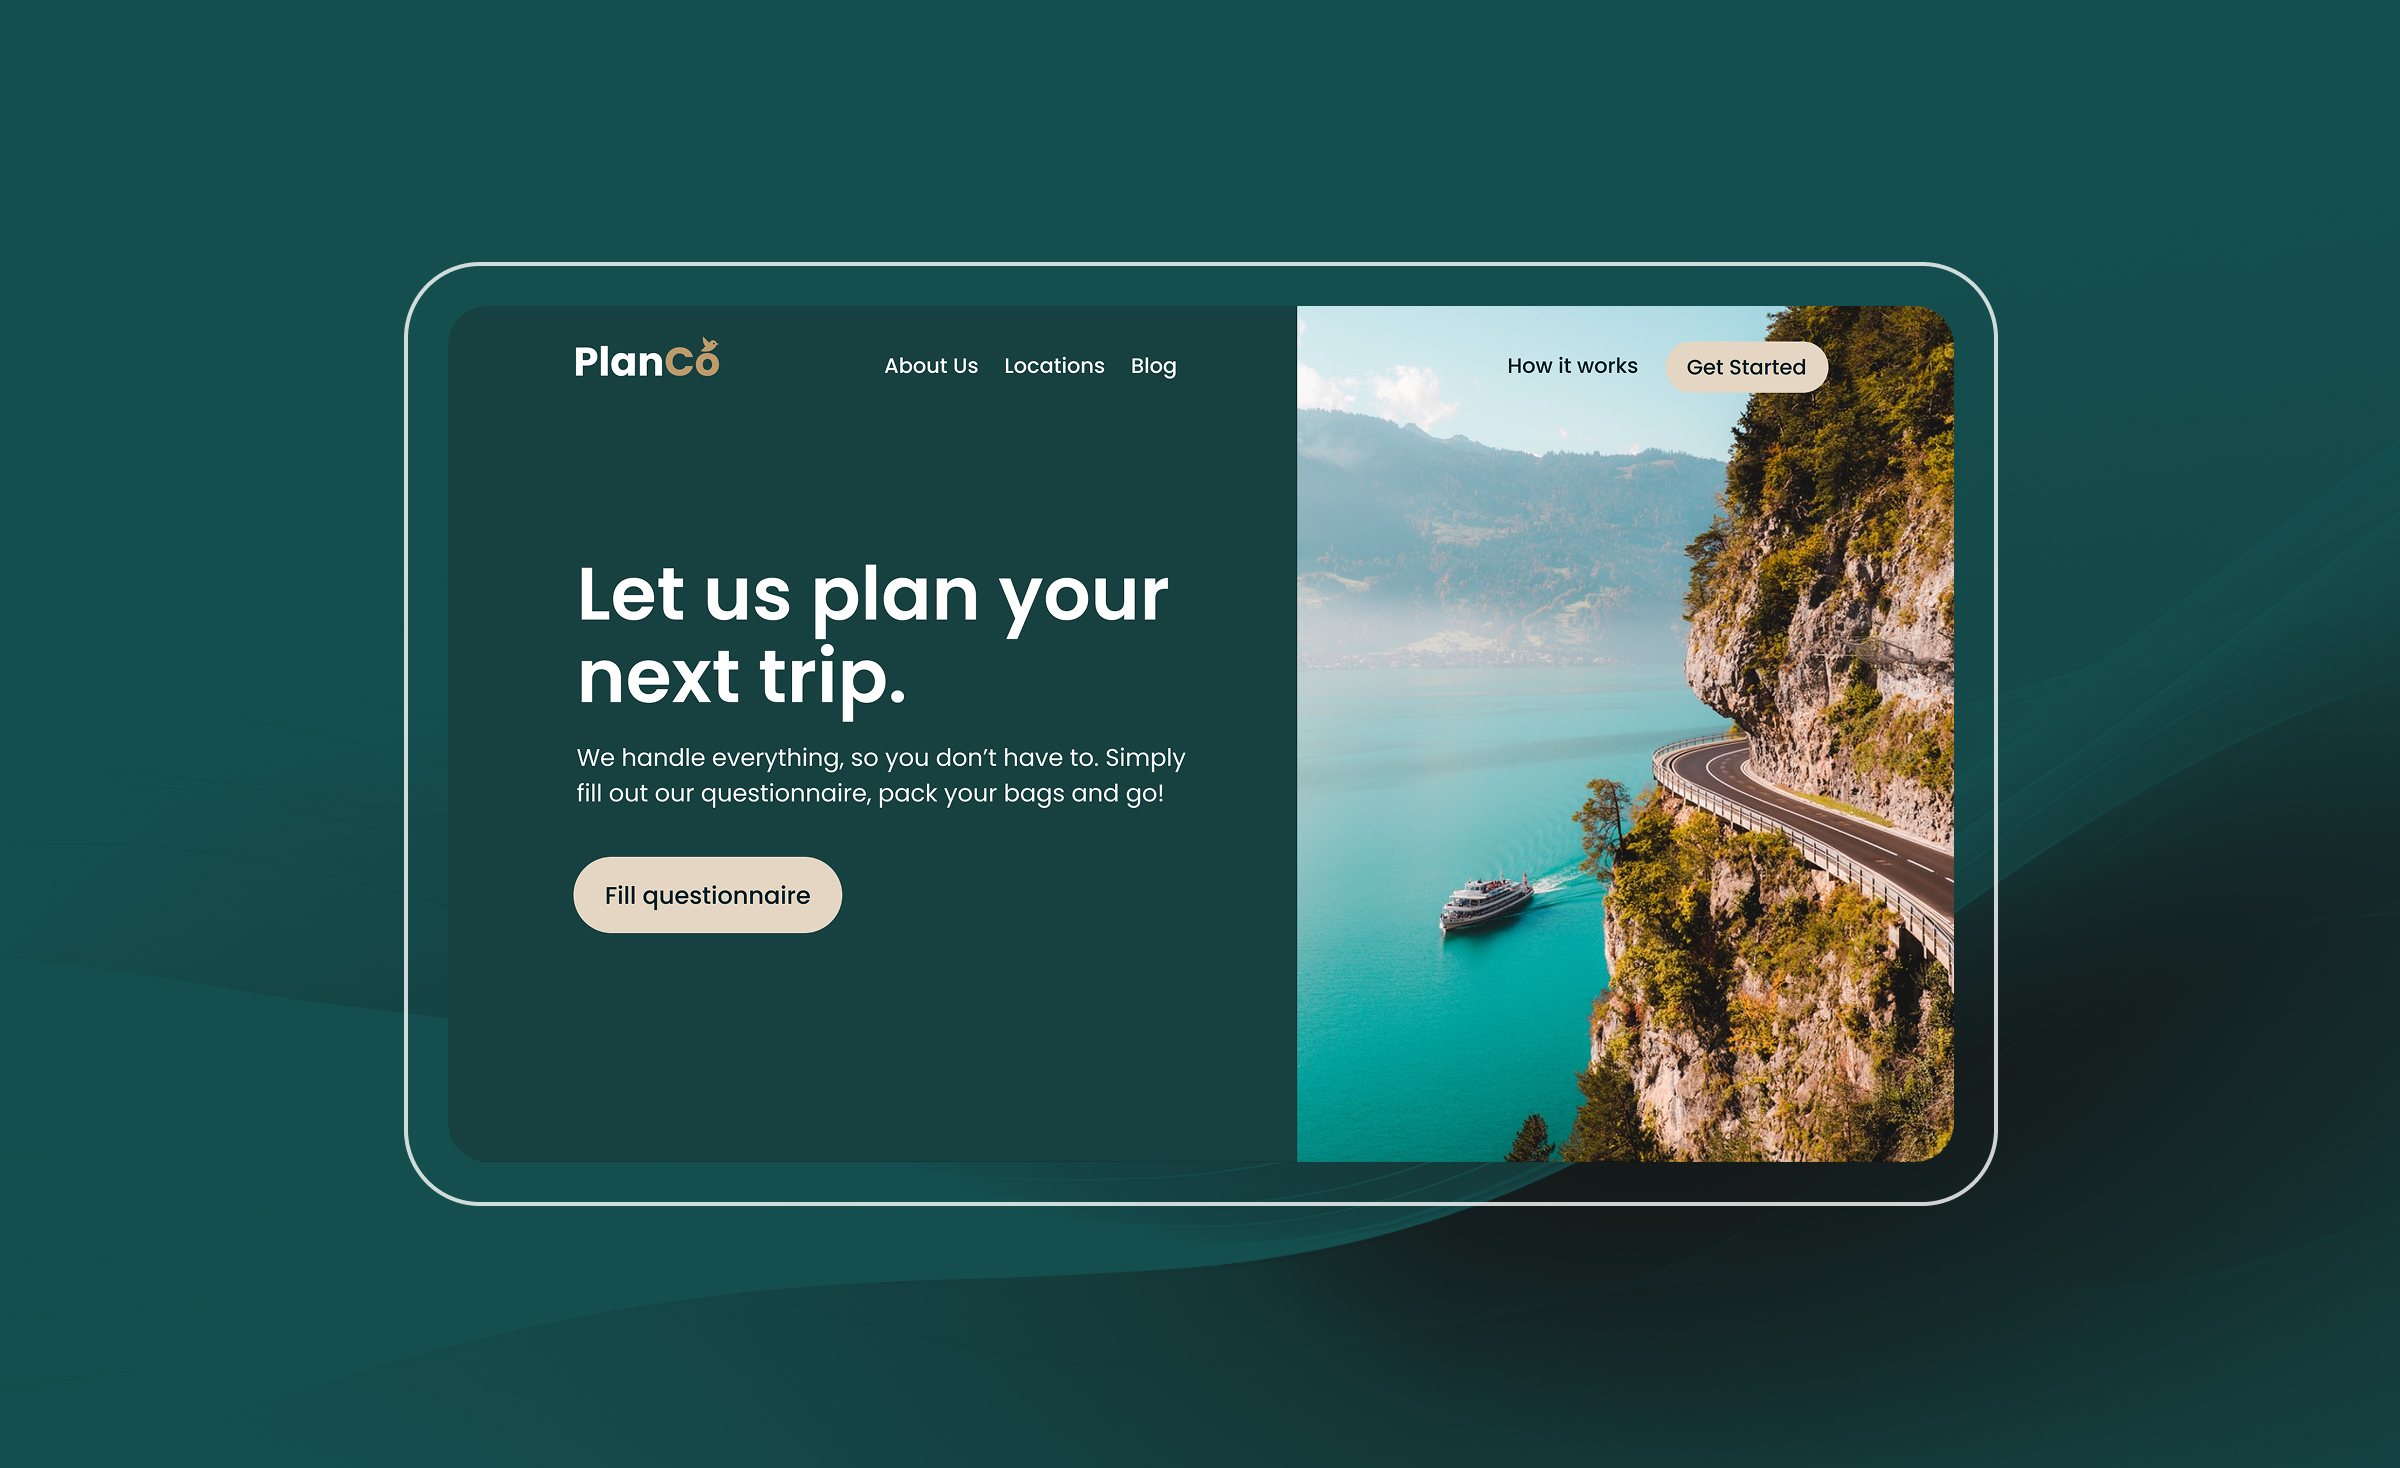 PlanCo
About Us Locations Blog
How it works
Get Started
Let us plan your
next trip.
We handle everything, so you don’t have to. Simply
fill out our questionnaire, pack your bags and go!
Fill questionnaire